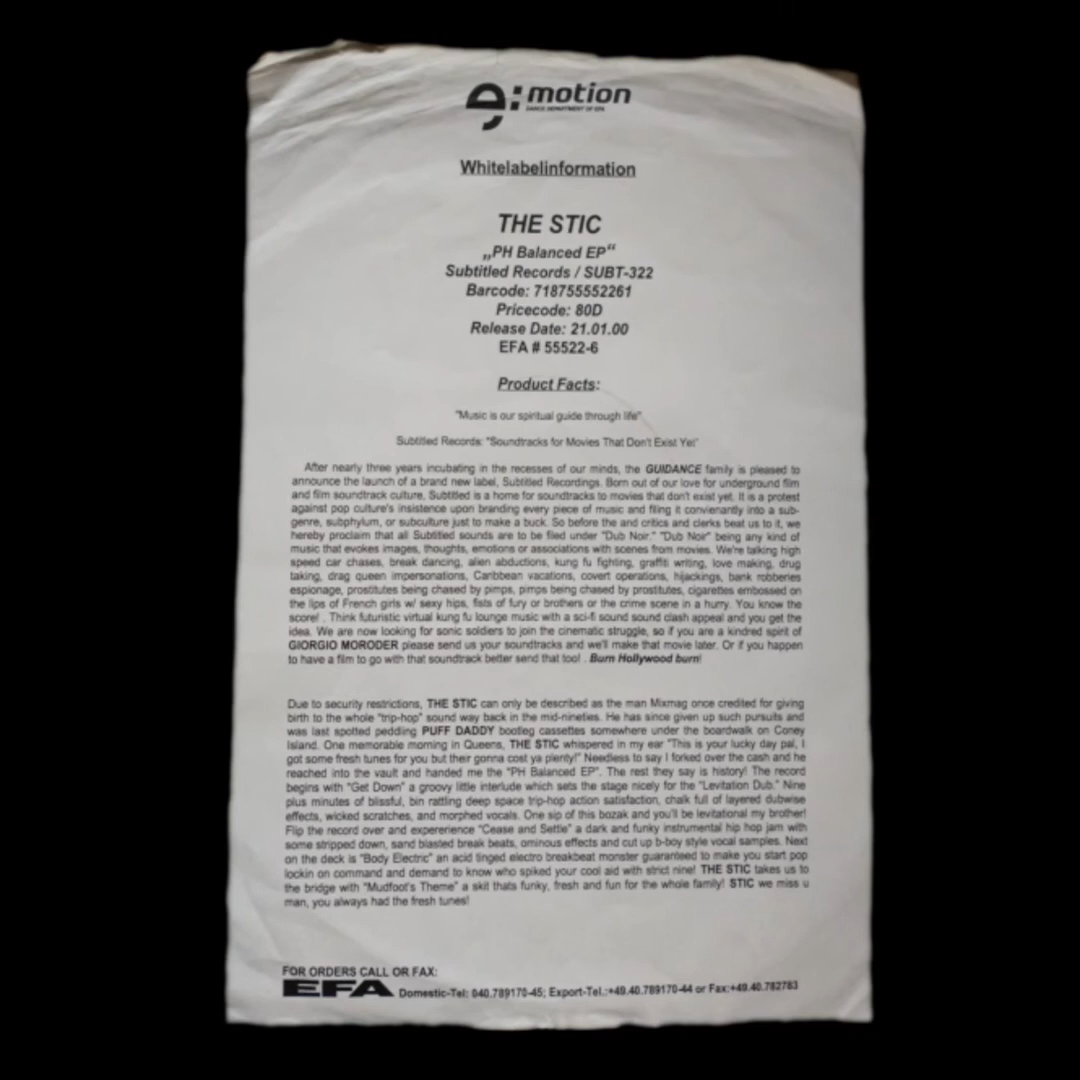 e:motion
DANCE DEPARTMENT OF EFA
Whitelabelinformation
THE STIC
„PH Balanced EP“
Subtitled Records / SUBT-322
Barcode: 718755552261
Pricecode: 80D
Release Date: 21.01.00
EFA # 55522-6
Product Facts:
"Music is our spiritual guide through life"
Subtitled Records: "Soundtracks for Movies That Don't Exist Yet"
After nearly three years incubating in the recesses of our minds, the GUIDANCE family is pleased to
announce the launch of a brand new label, Subtitled Recordings. Born out of our love for underground film
and film soundtrack culture, Subtitled is a home for soundtracks to movies that don't exist yet. It is a protest
against pop culture's insistence upon branding every piece of music and filing it convienantly into a sub-
genre, subphylum, or subculture just to make a buck. So before the and critics and clerks beat us to it, we
hereby proclaim that all Subtitled sounds are to be filed under "Dub Noir." "Dub Noir" being any kind of
music that evokes images, thoughts, emotions or associations with scenes from movies. We're talking high
speed car chases, break dancing, alien abductions, kung fu fighting, graffiti writing, love making, drug
taking, drag queen impersonations, Caribbean vacations, covert operations, hijackings, bank robberies
espionage, prostitutes being chased by pimps, pimps being chased by prostitutes, cigarettes embossed on
the lips of French girls w/ sexy hips, fists of fury or brothers or the crime scene in a hurry. You know the
score! . Think futuristic virtual kung fu lounge music with a sci-fi sound sound clash appeal and you get the
idea. We are now looking for sonic soldiers to join the cinematic struggle, so if you are a kindred spirit of
GIORGIO MORODER please send us your soundtracks and we'll make that movie later. Or if you happen
to have a film to go with that soundtrack better send that too! . Burn Hollywood burn!
Due to security restrictions, THE STIC can only be described as the man Mixmag once credited for giving
birth to the whole "trip-hop" sound way back in the mid-nineties. He has since given up such pursuits and
was last spotted pedding PUFF DADDY bootleg cassettes somewhere under the boardwalk on Coney
Island. One memorable morning in Queens, THE STIC whispered in my ear "This is your lucky day pal, I
got some fresh tunes for you but their gonna cost ya plenty!" Needless to say I forked over the cash and he
reached into the vault and handed me the "PH Balanced EP". The rest they say is history! The record
begins with "Get Down" a groovy little interlude which sets the stage nicely for the "Levitation Dub." Nine
plus minutes of blissful, bin rattling deep space trip-hop action satisfaction, chalk full of layered dubwise
effects, wicked scratches, and morphed vocals. One sip of this bozak and you'll be levitational my brother!
Flip the record over and expererience "Cease and Settle" a dark and funky instrumental hip hop jam with
some stripped down, sand blasted break beats, ominous effects and cut up b-boy style vocal samples. Next
on the deck is "Body Electric" an acid tinged electro breakbeat monster guaranteed to make you start pop
lockin on command and demand to know who spiked your cool aid with strict nine! THE STIC takes us to
the bridge with "Mudfoot's Theme" a skit thats funky, fresh and fun for the whole family! STIC we miss u
man, you always had the fresh tunes!
FOR ORDERS CALL OR FAX:
EFA Domestic-Tel: 040.789170-45; Export-Tel.:+49.40.789170-44 or Fax:+49.40.782783